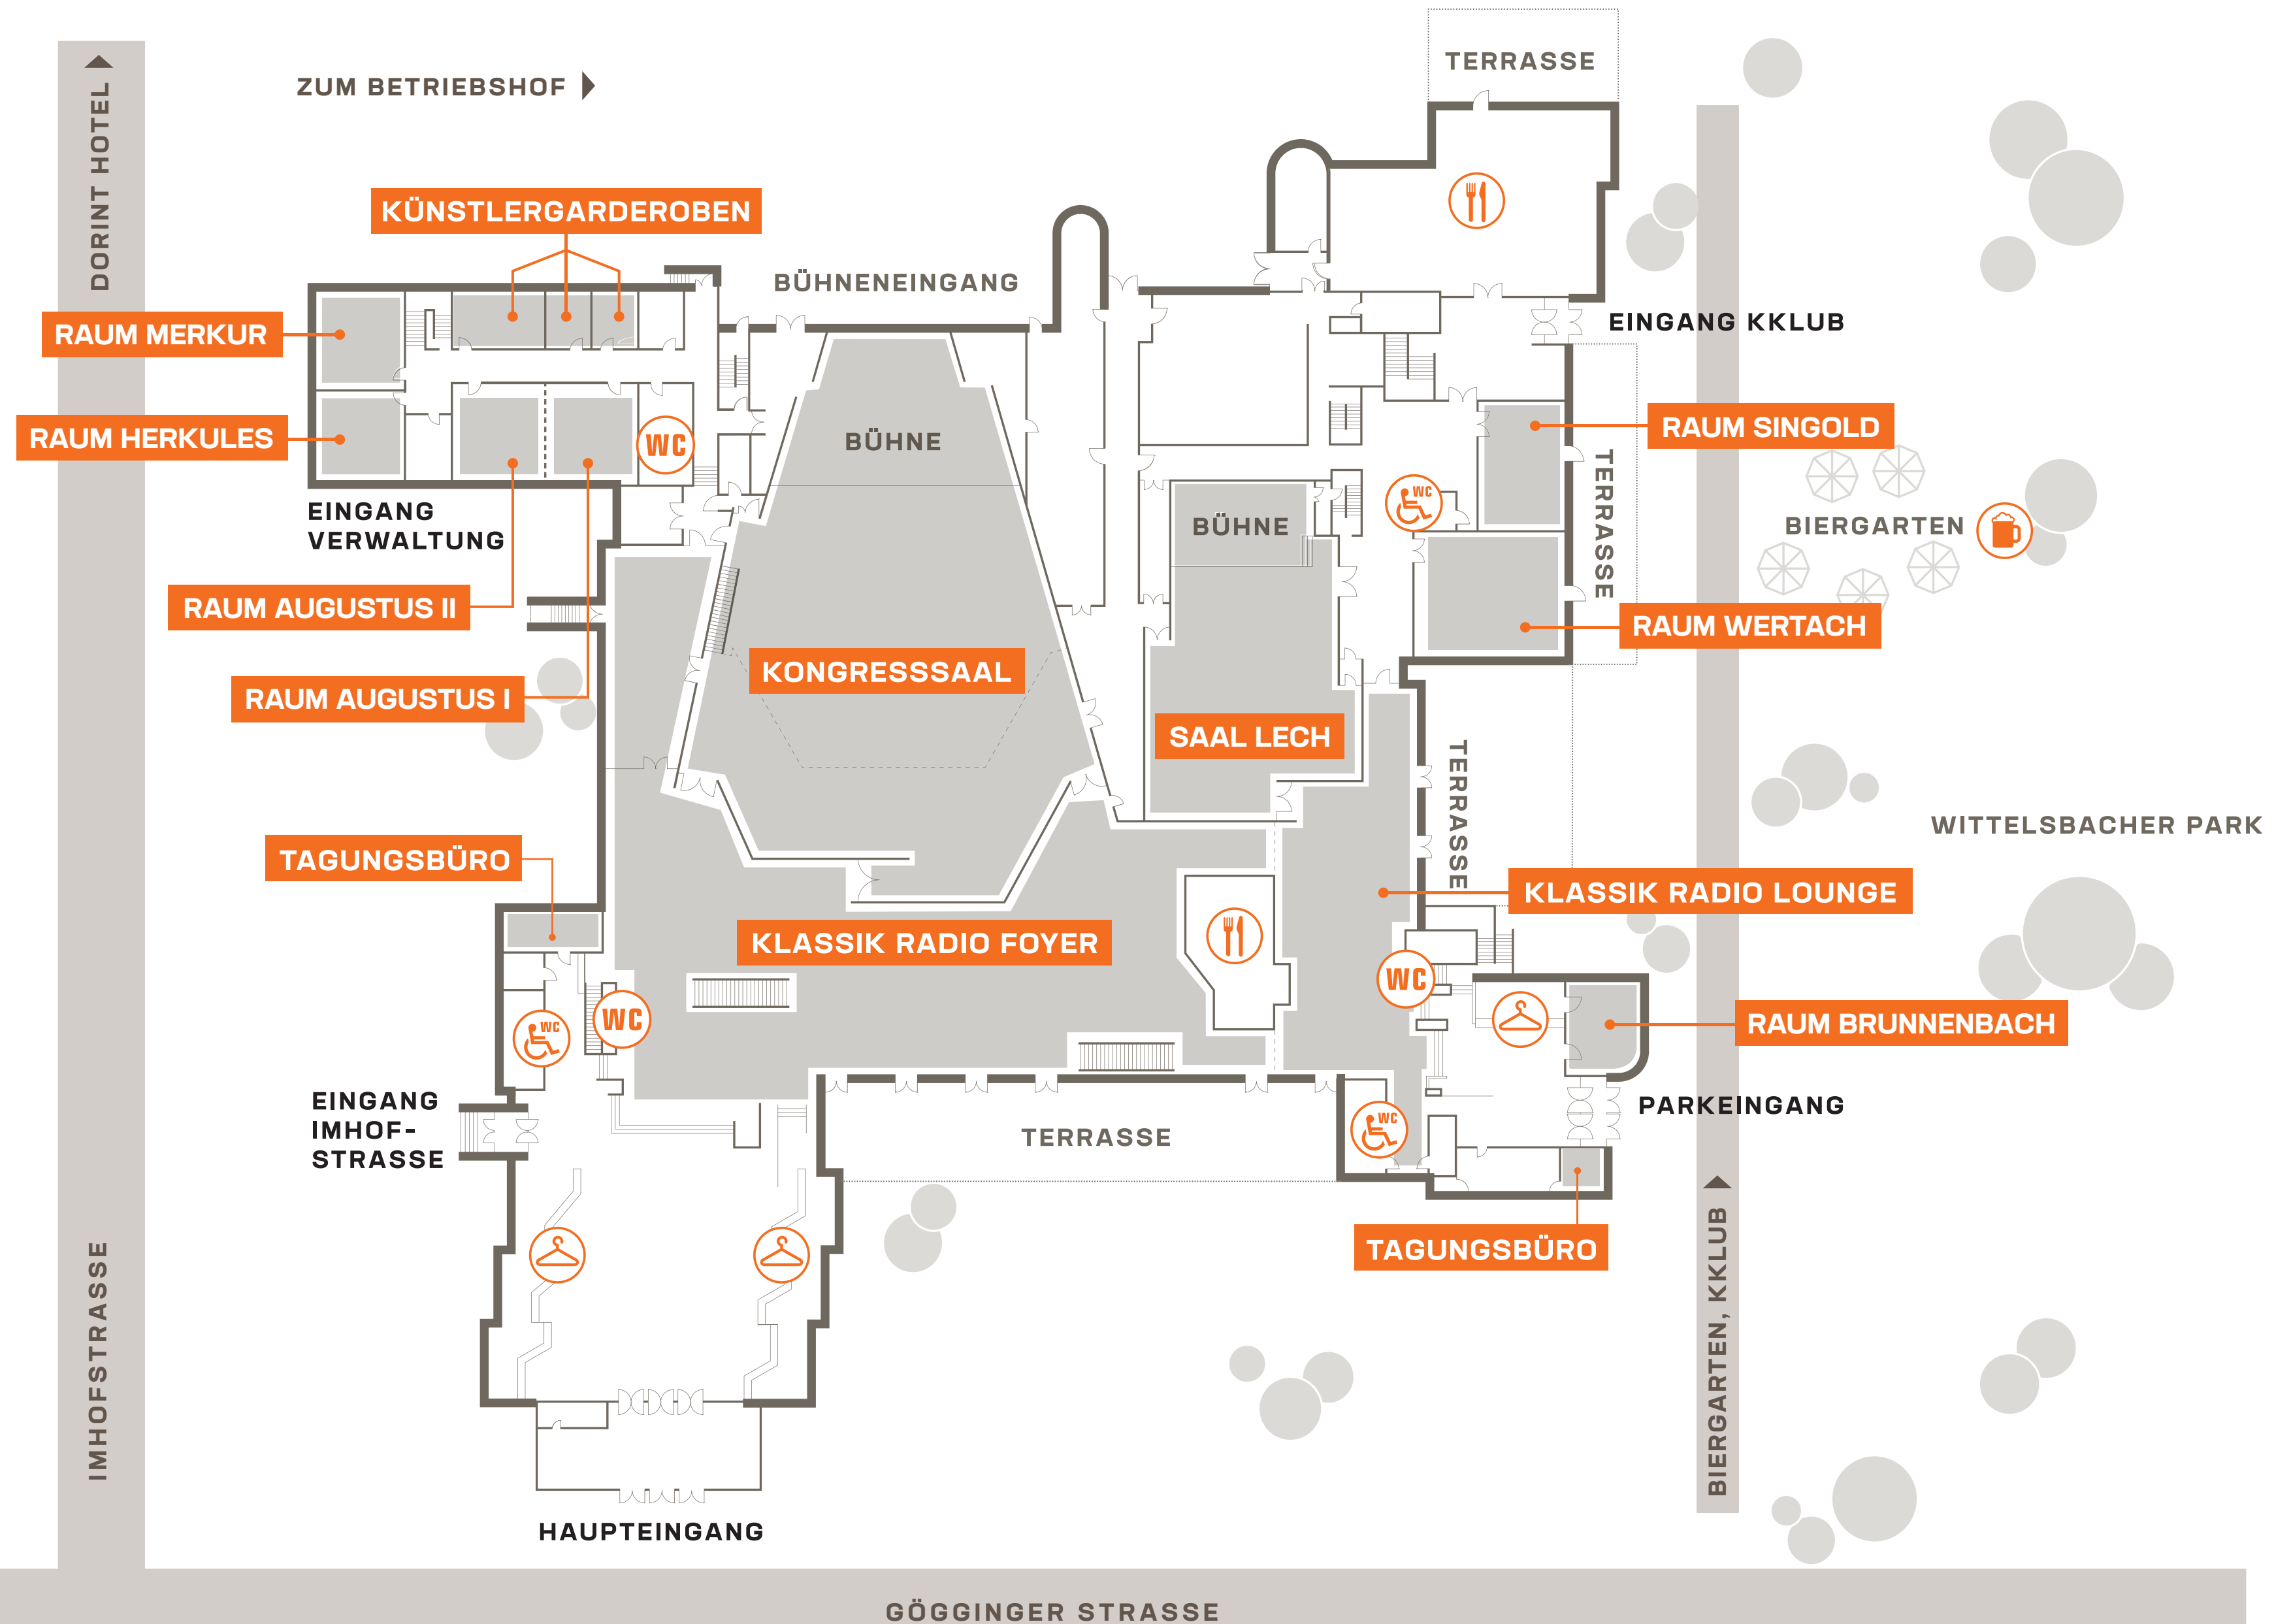 TERRASSE
ZUM BETRIEBSHOF
DORINT HOTEL
KÜNSTLERGARDEROBEN
BÜHNENEINGANG
RAUM MERKUR
EINGANG KKLUB
RAUM HERKULES
BÜHNE
WC
RAUM SINGOLD
TERRASSE
EINGANG
VERWALTUNG
BÜHNE
WC
BIERGARTEN
RAUM AUGUSTUS II
RAUM WERTACH
RAUM AUGUSTUS I
KONGRESSSAAL
SAAL LECH
TERRASSE
WITTELSBACHER PARK
TAGUNGSBÜRO
KLASSIK RADIO LOUNGE
KLASSIK RADIO FOYER
WC
WC
WC
RAUM BRUNNENBACH
EINGANG
IMHOF-
STRASSE
PARKEINGANG
TERRASSE
WC
TAGUNGSBÜRO
IMHOFSTRASSE
BIERGARTEN, KKLUB
HAUPTEINGANG
GÖGGINGER STRASSE